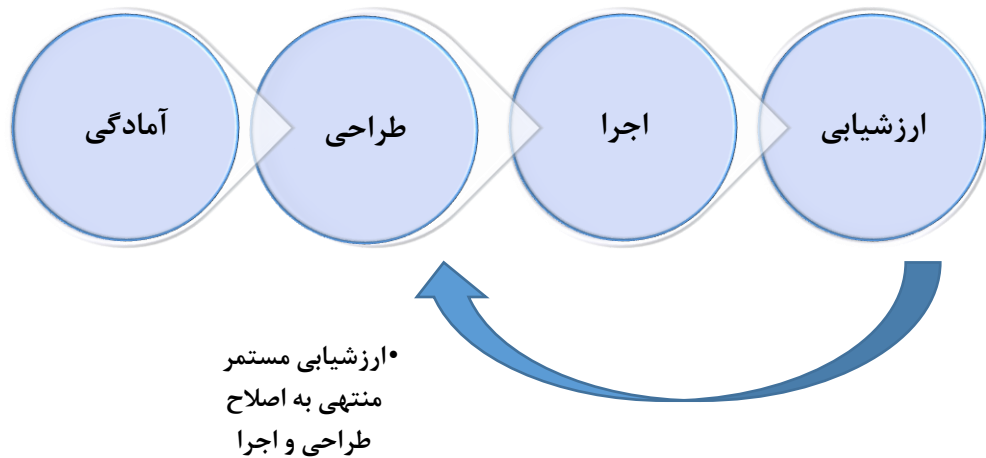 آمادگی
طراحی
اجرا
ارزشیابی
•ارزشیابی مستمر
منتهی به اصلاح
طراحی و اجرا